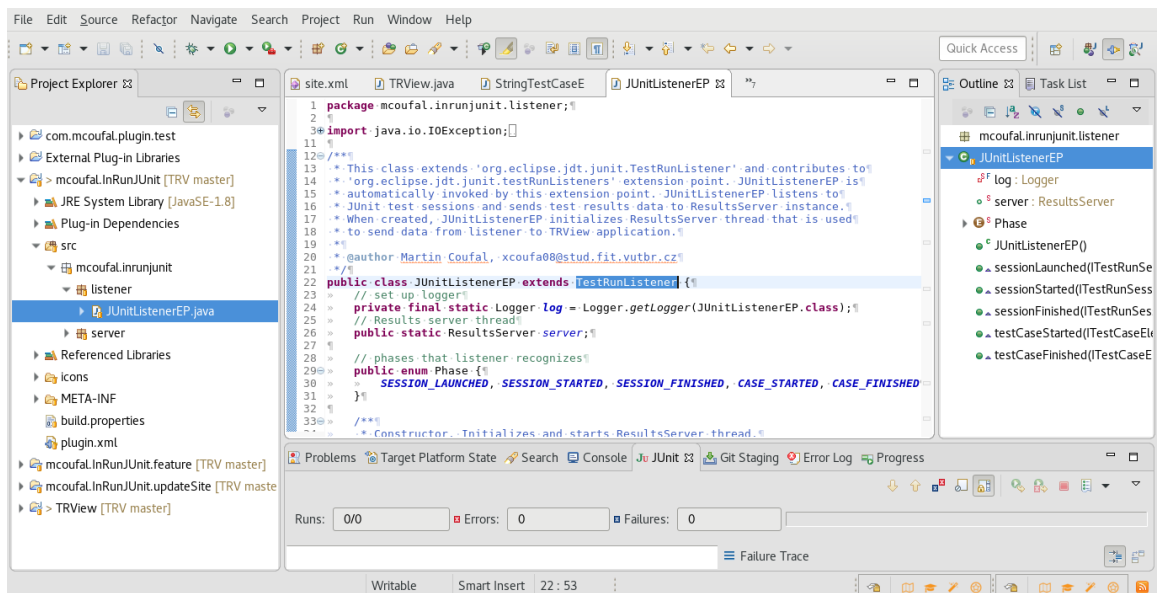 File Edit Source Refactor Navigate Search Project Run Window Help
Quick Access
Project Explorer
com.mcoufal.plugin.test
External Plug-in Libraries
> mcoufal.InRunJUnit [TRV master]
JRE System Library [JavaSE-1.8]
Plug-in Dependencies
src
mcoufal.inrunjunit
listener
JUnitListenerEP.java
server
Referenced Libraries
icons
META-INF
build.properties
plugin.xml
mcoufal.InRunJUnit.feature [TRV master]
mcoufal.InRunJUnit.updateSite [TRV maste
> TRView [TRV master]
site.xml TRView.java StringTestCaseE JUnitListenerEP »7
1 package mcoufal.inrunjunit.listener;
2
3 import java.io.IOException;
11
12 /**
13 * This class extends 'org.eclipse.jdt.junit.TestRunListener' and contributes to
14 * 'org.eclipse.jdt.junit.testRunListeners' extension point. JUnitListenerEP is
15 * automatically invoked by this extension point. JUnitListenerEP listens to
16 * JUnit test sessions and sends test results data to ResultsServer instance.
17 * When created, JUnitListenerEP initializes ResultsServer thread that is used
18 * to send data from listener to TRView application.
19 *
20 * @author Martin Coufal, xcoufa08@stud.fit.vutbr.cz
21 */
22 public class JUnitListenerEP extends TestRunListener {
23 // set up logger
24 private final static Logger log = Logger.getLogger(JUnitListenerEP.class);
25 // Results server thread
26 public static ResultsServer server;
27
28 // phases that listener recognizes
29 public enum Phase {
30 SESSION_LAUNCHED, SESSION_STARTED, SESSION_FINISHED, CASE_STARTED, CASE_FINISHED
31 }
32
33 /**
34 * Constructor. Initializes and starts ResultsServer thread.
Outline Task List
mcoufal.inrunjunit.listener
JUnitListenerEP
log : Logger
server : ResultsServer
Phase
JUnitListenerEP()
sessionLaunched(ITestRunSe
sessionStarted(ITestRunSess
sessionFinished(ITestRunSes
testCaseStarted(ITestCaseEle
testCaseFinished(ITestCaseE
Problems Target Platform State Search Console JUnit Git Staging Error Log Progress
Runs: 0/0 Errors: 0 Failures: 0
Failure Trace
Writable Smart Insert 22 : 53